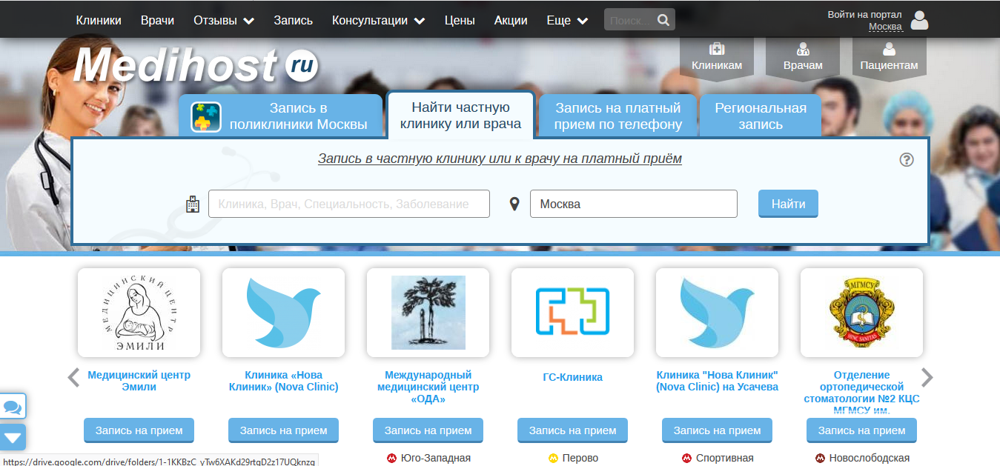 Клиники Врачи Отзывы Запись Консультации Цены Акции Еще Поиск... Войти на портал
Москва
Medihost ru
Клиникам Врачам Пациентам
Запись в
поликлиники Москвы
Найти частную
клинику или врача
Запись на платный
прием по телефону
Региональная
запись
Запись в частную клинику или к врачу на платный приём
?
Клиника, Врач, Специальность, Заболевание Москва Найти
МЕДИЦИНСКИЙ ЦЕНТР
ЭМИЛИ
МГМСУ
HINC SANITAS
Медицинский центр
Эмили
Клиника «Нова
Клиник» (Nova Clinic)
Международный
медицинский центр
«ОДА»
ГС-Клиника
Клиника "Нова Клиник"
(Nova Clinic) на Усачева
Отделение
ортопедической
стоматологии №2 КЦС
МГМСУ им.
Запись на прием Запись на прием Запись на прием Запись на прием Запись на прием Запись на прием
Юго-Западная Перово Спортивная Новослободская
https://drive.google.com/drive/folders/1-1KKBzC_yTw6XAKd29rtqD2z17UQknzg